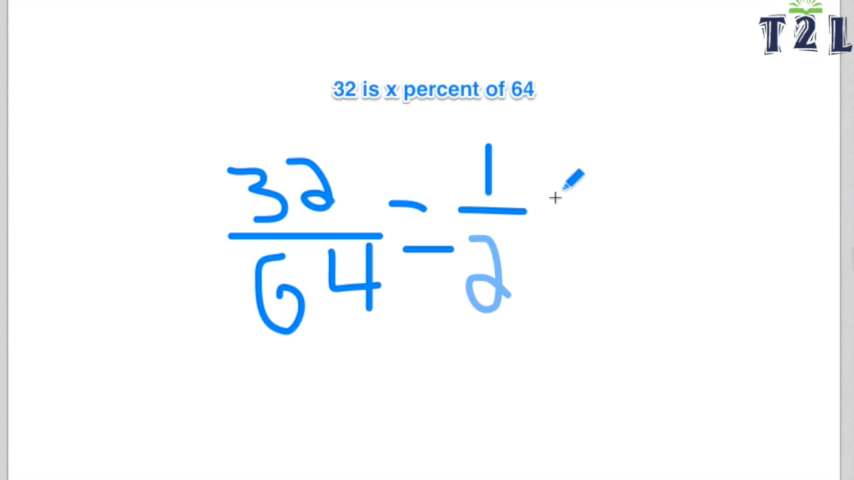 T2L
32 is x percent of 64
32/64 = 1/2